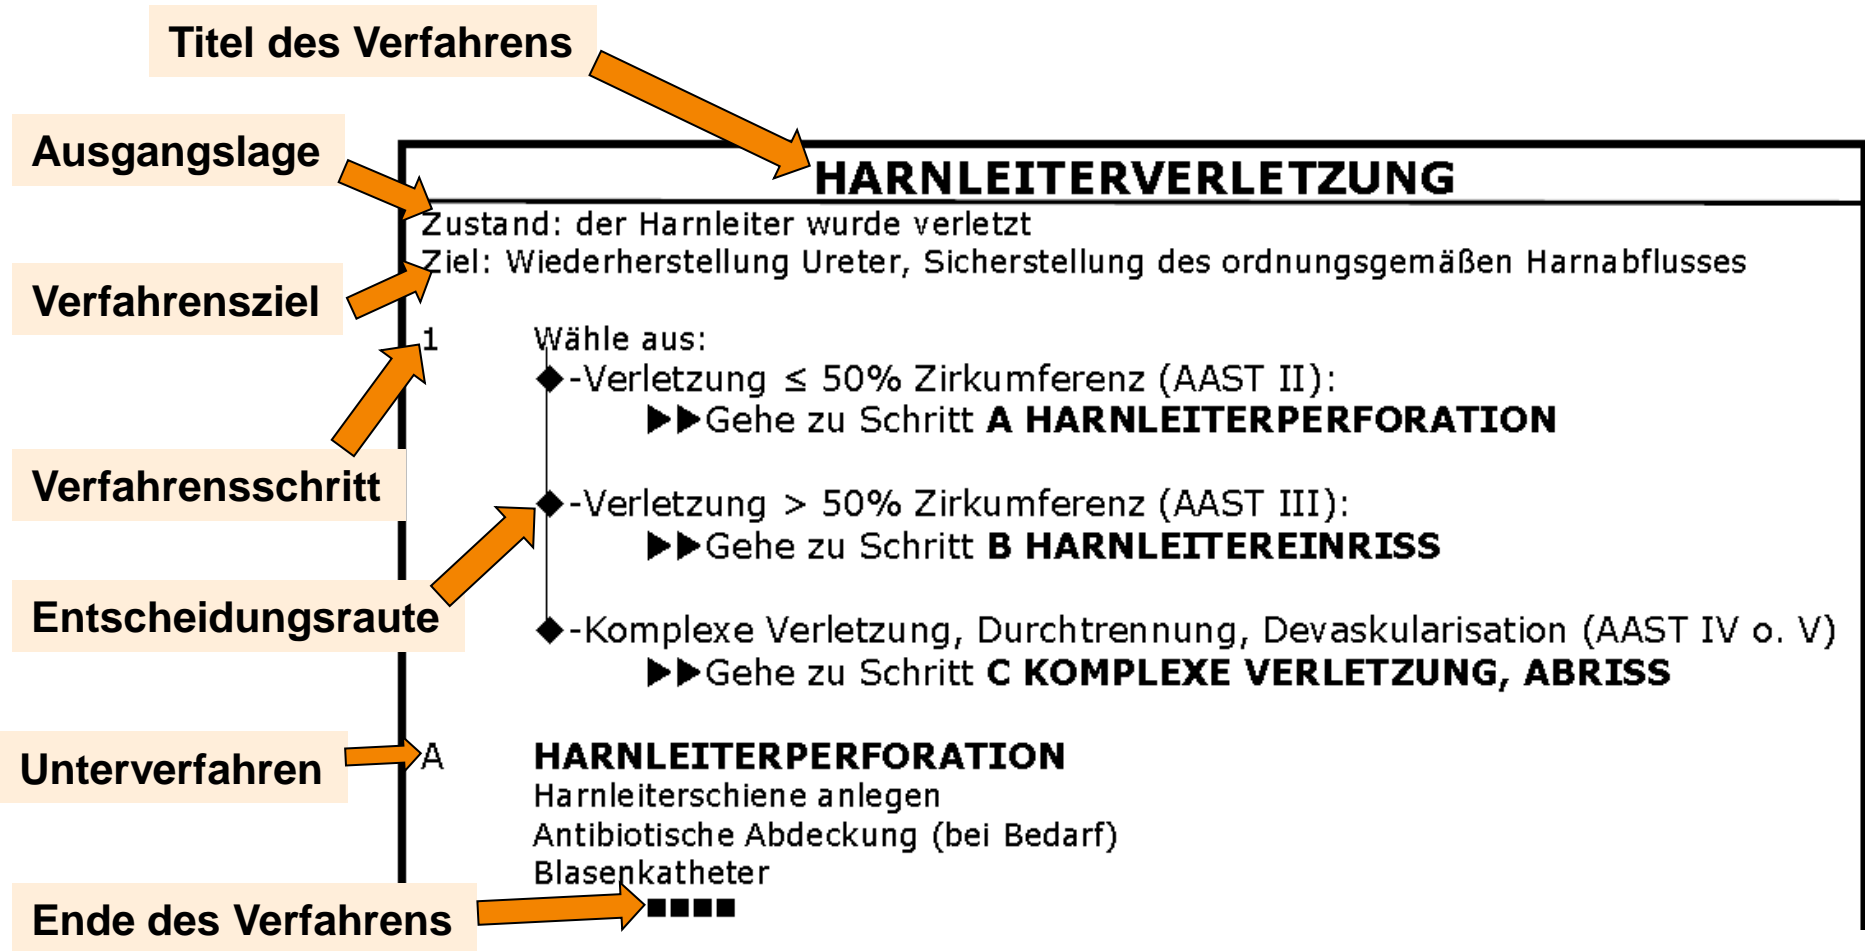 Titel des Verfahrens
Ausgangslage
HARNLEITERVERLETZUNG
Zustand: der Harnleiter wurde verletzt
Ziel: Wiederherstellung Ureter, Sicherstellung des ordnungsgemäßen Harnabflusses
Verfahrensziel
1 Wähle aus:
◆-Verletzung ≤ 50% Zirkumferenz (AAST II):
▶▶Gehe zu Schritt A HARNLEITERPERFORATION
Verfahrensschritt
◆-Verletzung > 50% Zirkumferenz (AAST III):
▶▶Gehe zu Schritt B HARNLEITEREINRISS
Entscheidungsraute
◆-Komplexe Verletzung, Durchtrennung, Devaskularisation (AAST IV o. V)
▶▶Gehe zu Schritt C KOMPLEXE VERLETZUNG, ABRISS
Unterverfahren
A HARNLEITERPERFORATION
Harnleiterschiene anlegen
Antibiotische Abdeckung (bei Bedarf)
Blasenkatheter
Ende des Verfahrens
■■■■